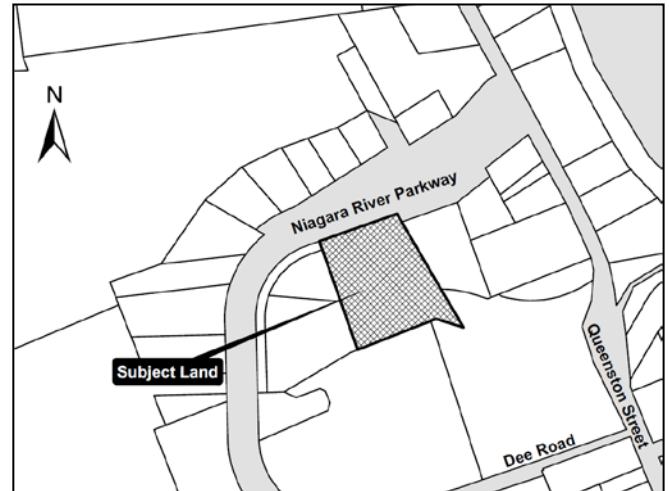 N
Niagara River Parkway
Subject Land
Queenston Street
Dee Road